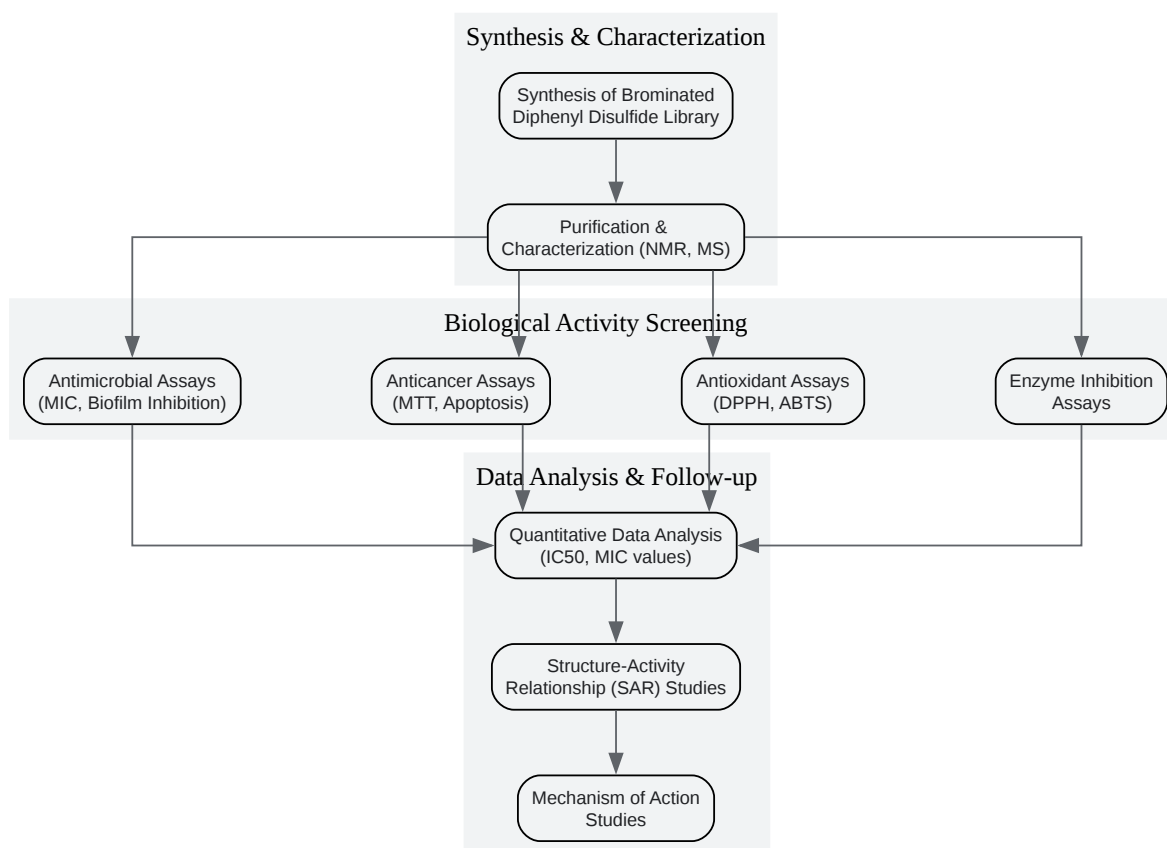 Synthesis & Characterization
Synthesis of Brominated
Diphenyl Disulfide Library
Purification &
Characterization (NMR, MS)
Biological Activity Screening
Antimicrobial Assays
(MIC, Biofilm Inhibition)
Anticancer Assays
(MTT, Apoptosis)
Antioxidant Assays
(DPPH, ABTS)
Enzyme Inhibition
Assays
Data Analysis & Follow-up
Quantitative Data Analysis
(IC50, MIC values)
Structure-Activity
Relationship (SAR) Studies
Mechanism of Action
Studies